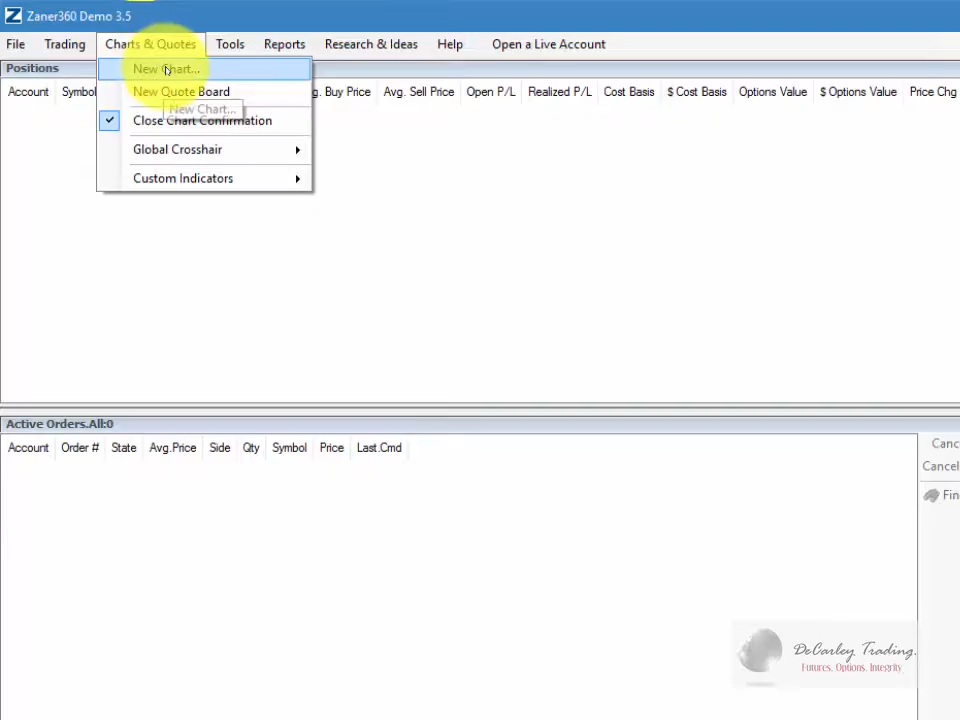 Zaner360 Demo 3.5
File Trading Charts & Quotes Tools Reports Research & Ideas Help Open a Live Account
Positions
New Chart...
Account Symbol g. Buy Price Avg. Sell Price Open P/L Realized P/L Cost Basis $ Cost Basis Options Value $ Options Value Price Chg
New Quote Board
New Chart...
Close Chart Confirmation
Global Crosshair
Custom Indicators
Active Orders.All:0
Account Order # State Avg.Price Side Qty Symbol Price Last.Cmd
Canc
Cancel
Fin
DeCarley Trading.
Futures. Options. Integrity